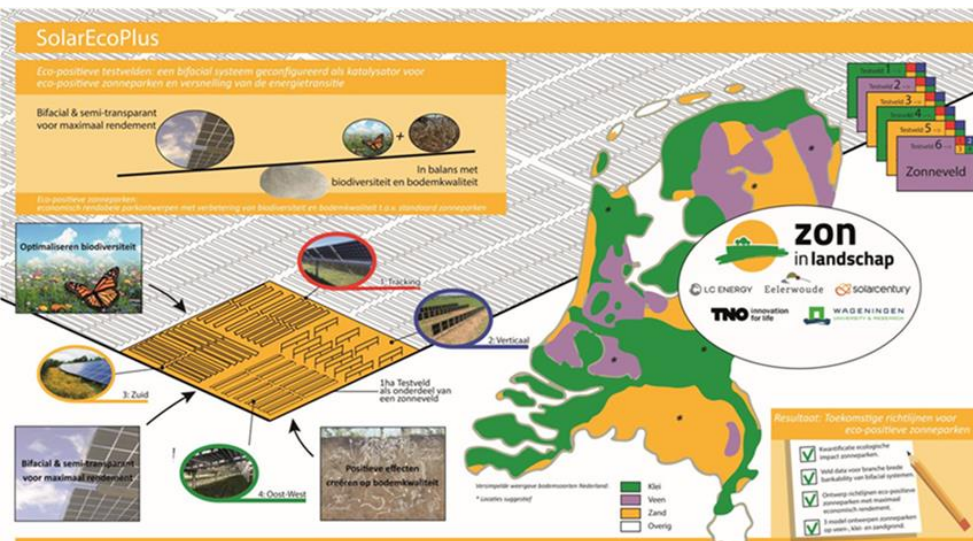 SolarEcoPlus
Eco-positieve testvelden: een bifacial systeem geconfigureerd als katalysator voor
eco-positieve zonneparken en versnelling van de energietransitie
Bifacial & semi-transparant
voor maximaal rendement
+
In balans met
biodiversiteit en bodemkwaliteit
Eco-positieve zonneparken:
economisch rendabele parkontwerpen met verbetering van biodiversiteit en bodemkwaliteit t.o.v. standaard zonneparken
Optimaliseren biodiversiteit
1: Tracking
2: Verticaal
3: Zuid
4: Oost-West
1ha Testveld
als onderdeel van
een zonneveld
Bifacial & semi-transparant
voor maximaal rendement
Positieve effecten
creëren op bodemkwaliteit
Testveld 1
Testveld 2
Testveld 3
Testveld 4
Testveld 5
Testveld 6
Zonneveld
zon
in landschap
LC ENERGY
Eelerwoude
solarcentury
TNO innovation
for life
WAGENINGEN
UNIVERSITY & RESEARCH
Versimpelde weergave bodemsoorten Nederland:
* Locaties suggestief
Klei
Veen
Zand
Overig
Resultaat: Toekomstige richtlijnen voor
eco-positieve zonneparken
Kwantificatie ecologische
impact zonneparken.
Veld data voor branche brede
bankability van bifacial systemen.
Ontwerp richtlijnen eco-positieve
zonneparken met maximaal
economisch rendement.
3 model ontwerpen zonneparken
op veen-, klei- en zandgrond.